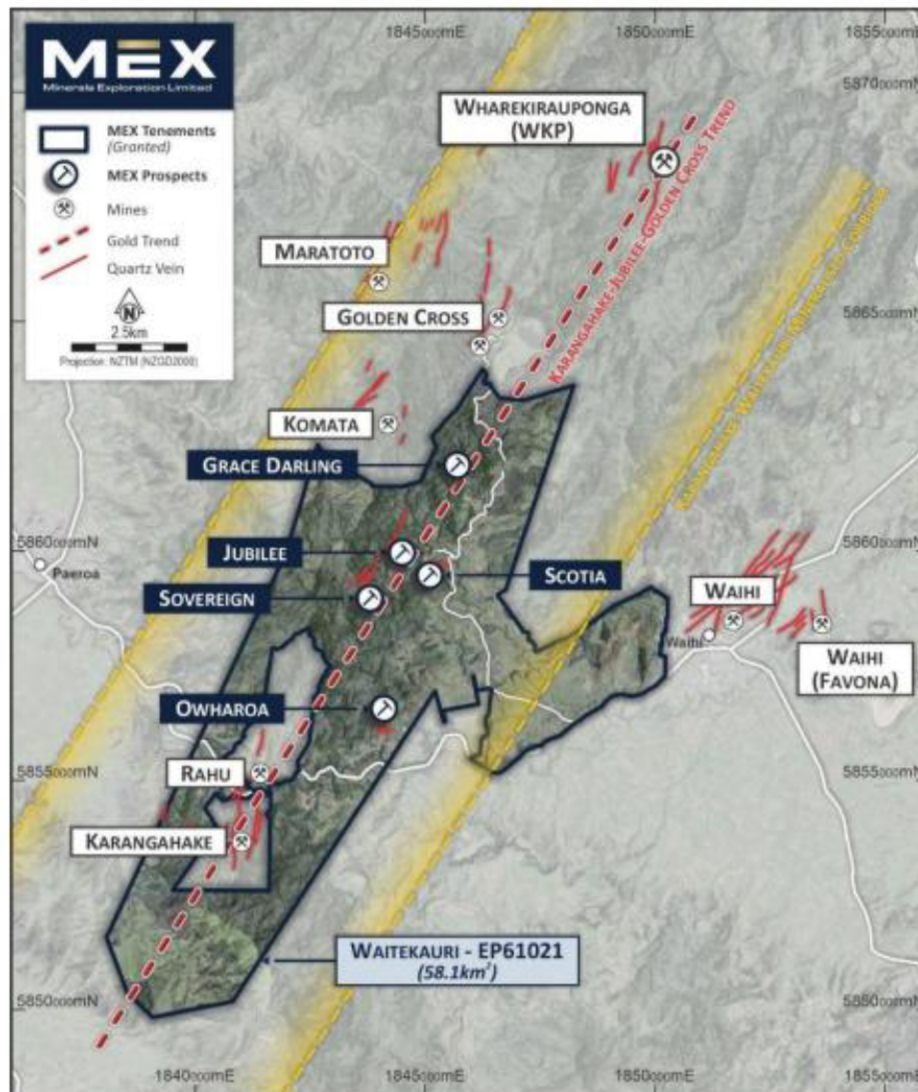 1845000mE
1850000mE
1855000mE
MEX
Minerals Exploration Limited
MEX Tenements
(Granted)
MEX Prospects
Mines
Gold Trend
Quartz Vein
N
2.5km
Projection: NZTM (NZGD2000)
5870000mN
WHAREKIRAUPONGA
(WKP)
KARANGAHAKE-JUBILEE-GOLDEN CROSS TREND
MARATOTO
GOLDEN CROSS
5865000mN
KOMATA
GRACE DARLING
5860000mN
5860000mN
JUBILEE
Paeroa
SCOTIA
SOVEREIGN
WAIHI
Waihi
WAIHI
(FAVONA)
OWHAROA
RAHU
5855000mN
5855000mN
KARANGAHAKE
WAITEKAURI - EP61021
(58.1km²)
5850000mN
5850000mN
1840000mE
1845000mE
1850000mE
1855000mE